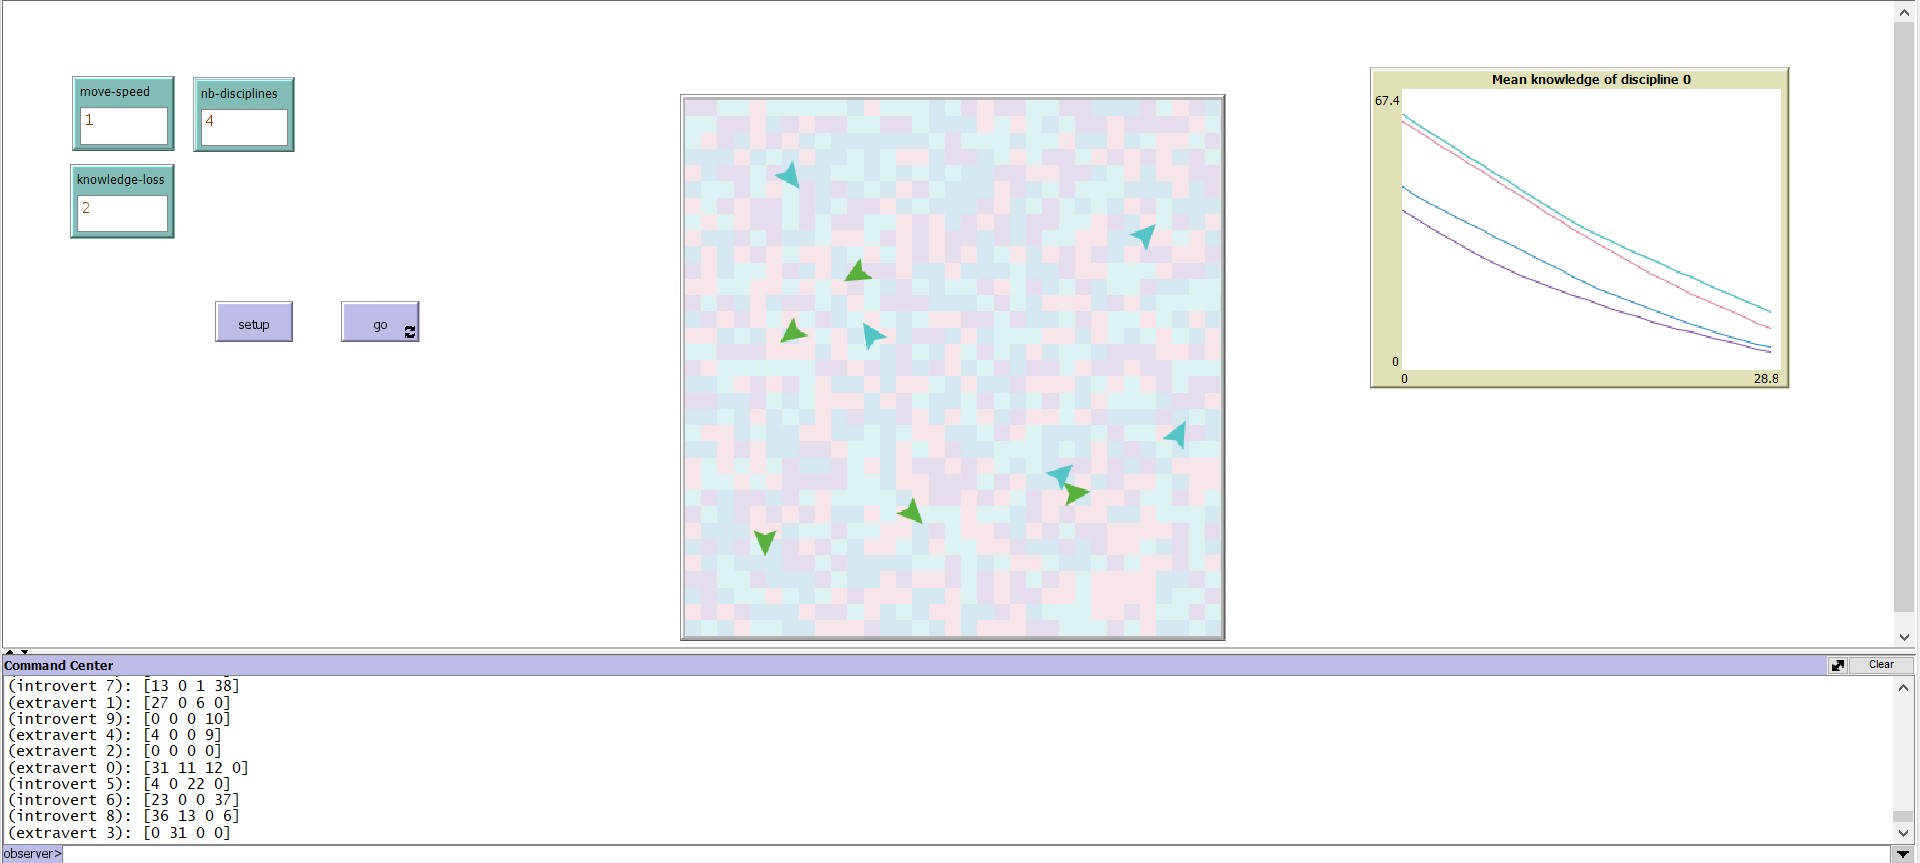 move-speed
1
nb-disciplines
4
knowledge-loss
2
setup
go
Mean knowledge of discipline 0
67.4
0
0
28.8
Command Center
Clear
(introvert 7): [13 0 1 38]
(extravert 1): [27 0 6 0]
(introvert 9): [0 0 0 10]
(extravert 4): [4 0 0 9]
(extravert 2): [0 0 0 0]
(extravert 0): [31 11 12 0]
(introvert 5): [4 0 22 0]
(introvert 6): [23 0 0 37]
(introvert 8): [36 13 0 6]
(extravert 3): [0 31 0 0]
observer>